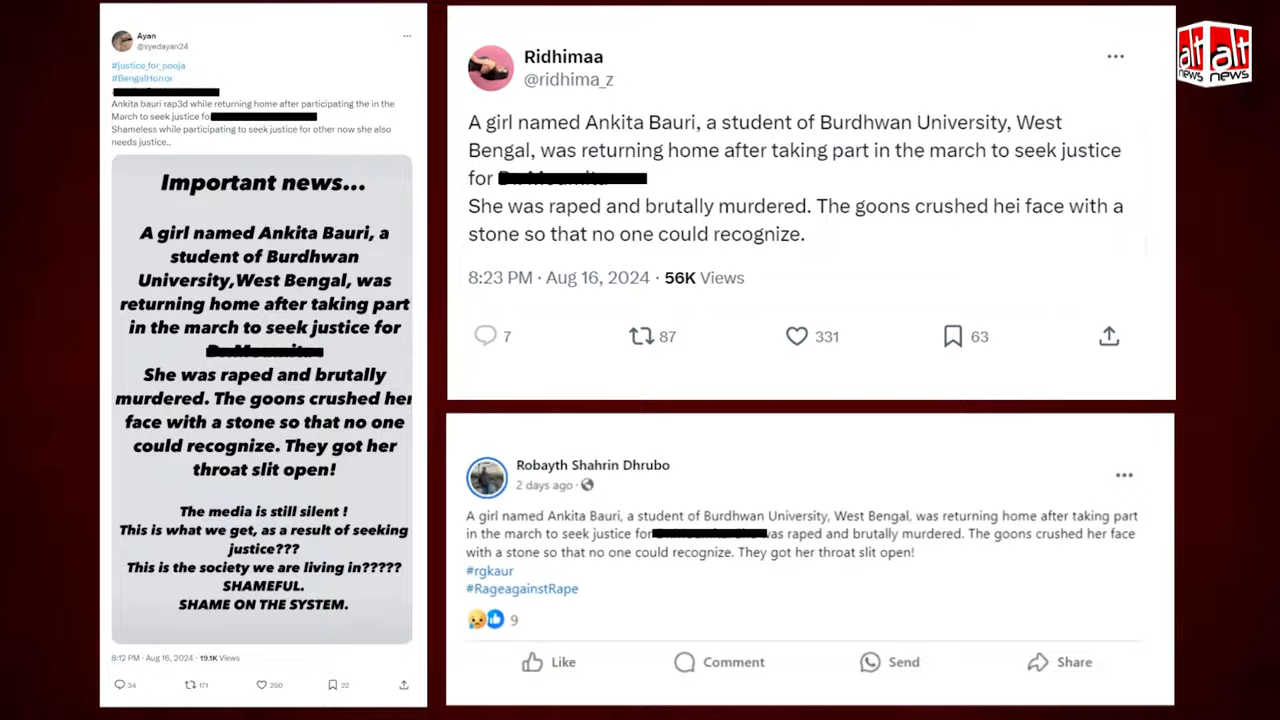 Ayan
@syedayan24
#justice_for_pooja
#BengalHorror
Ankita bauri rap3d while returning home after participating the in the
March to seek justice fo
Shameless while participating to seek justice for other now she also
needs justice..
Important news...
A girl named Ankita Bauri, a
student of Burdhwan
University,West Bengal, was
returning home after taking part
in the march to seek justice for
She was raped and brutally
murdered. The goons crushed her
face with a stone so that no one
could recognize. They got her
throat slit open!
The media is still silent !
This is what we get, as a result of seeking
justice???
This is the society we are living in?????
SHAMEFUL.
SHAME ON THE SYSTEM.
8:12 PM · Aug 16, 2024 · 19.1K Views
34 171 250 22
Ridhimaa
@ridhima_z
A girl named Ankita Bauri, a student of Burdhwan University, West
Bengal, was returning home after taking part in the march to seek justice
for
She was raped and brutally murdered. The goons crushed hei face with a
stone so that no one could recognize.
8:23 PM · Aug 16, 2024 · 56K Views
7 87 331 63
Robayth Shahrin Dhrubo
2 days ago ·
A girl named Ankita Bauri, a student of Burdhwan University, West Bengal, was returning home after taking part
in the march to seek justice for was raped and brutally murdered. The goons crushed her face
with a stone so that no one could recognize. They got her throat slit open!
#rgkaur
#RageagainstRape
9
Like Comment Send Share
alt alt
news news